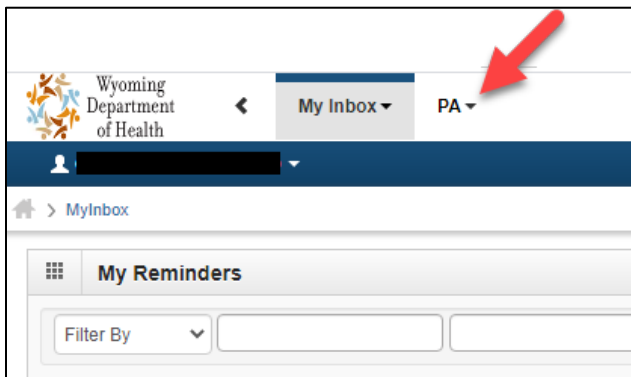 Wyoming
Department
of Health
My Inbox
PA
MyInbox
My Reminders
Filter By